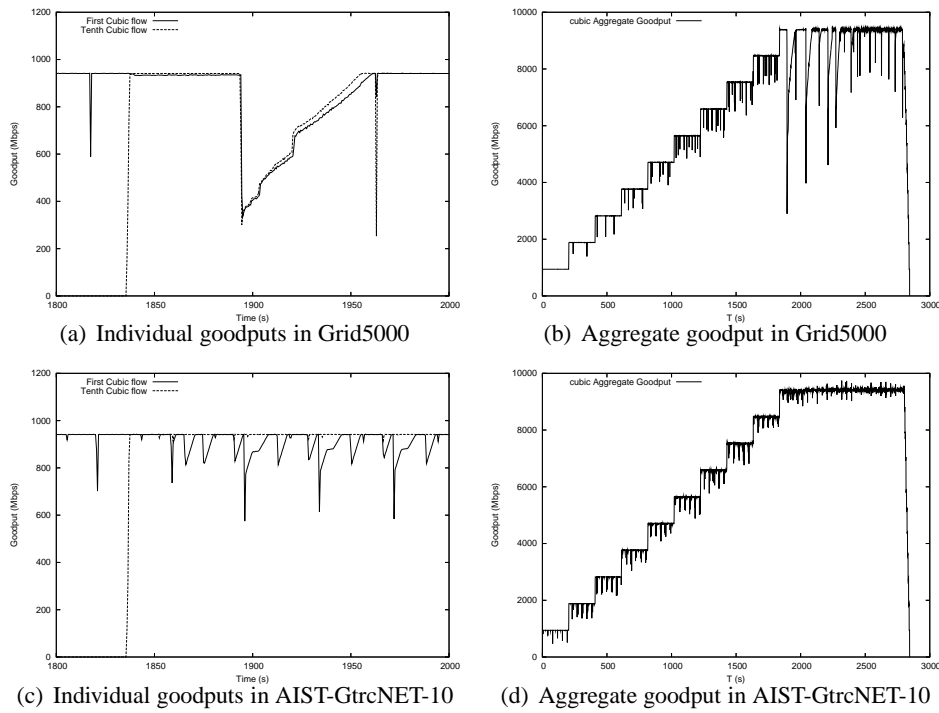 First Cubic flow
Tenth Cubic flow
1200
1000
800
600
400
200
0
Goodput (Mbps)
1800
1850
1900
1950
2000
Time (s)
(a) Individual goodputs in Grid5000
cubic Aggregate Goodput
10000
8000
6000
4000
2000
0
Goodput (Mbps)
0
500
1000
1500
2000
2500
3000
T (s)
(b) Aggregate goodput in Grid5000
First Cubic flow
Tenth Cubic flow
1200
1000
800
600
400
200
0
Goodput (Mbps)
1800
1850
1900
1950
2000
Time (s)
(c) Individual goodputs in AIST-GtrcNET-10
cubic Aggregate Goodput
10000
8000
6000
4000
2000
0
Goodput (Mbps)
0
500
1000
1500
2000
2500
3000
T (s)
(d) Aggregate goodput in AIST-GtrcNET-10